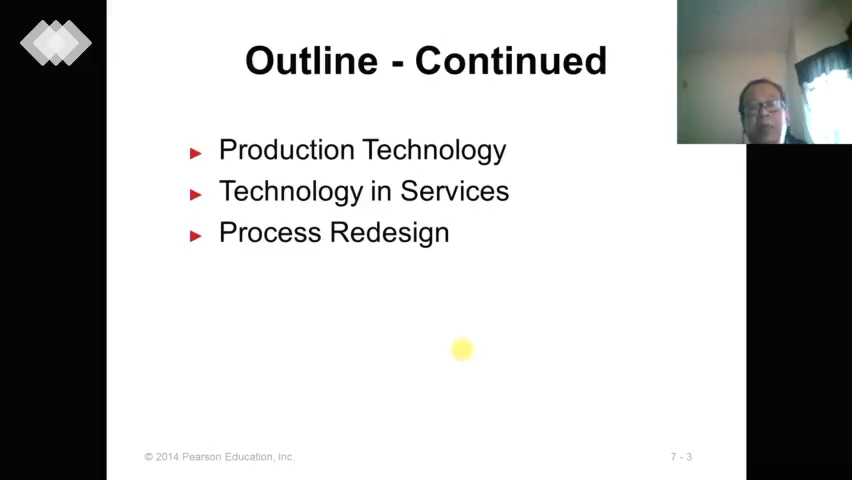 Outline - Continued
Production Technology
Technology in Services
Process Redesign
© 2014 Pearson Education, Inc.
7 - 3